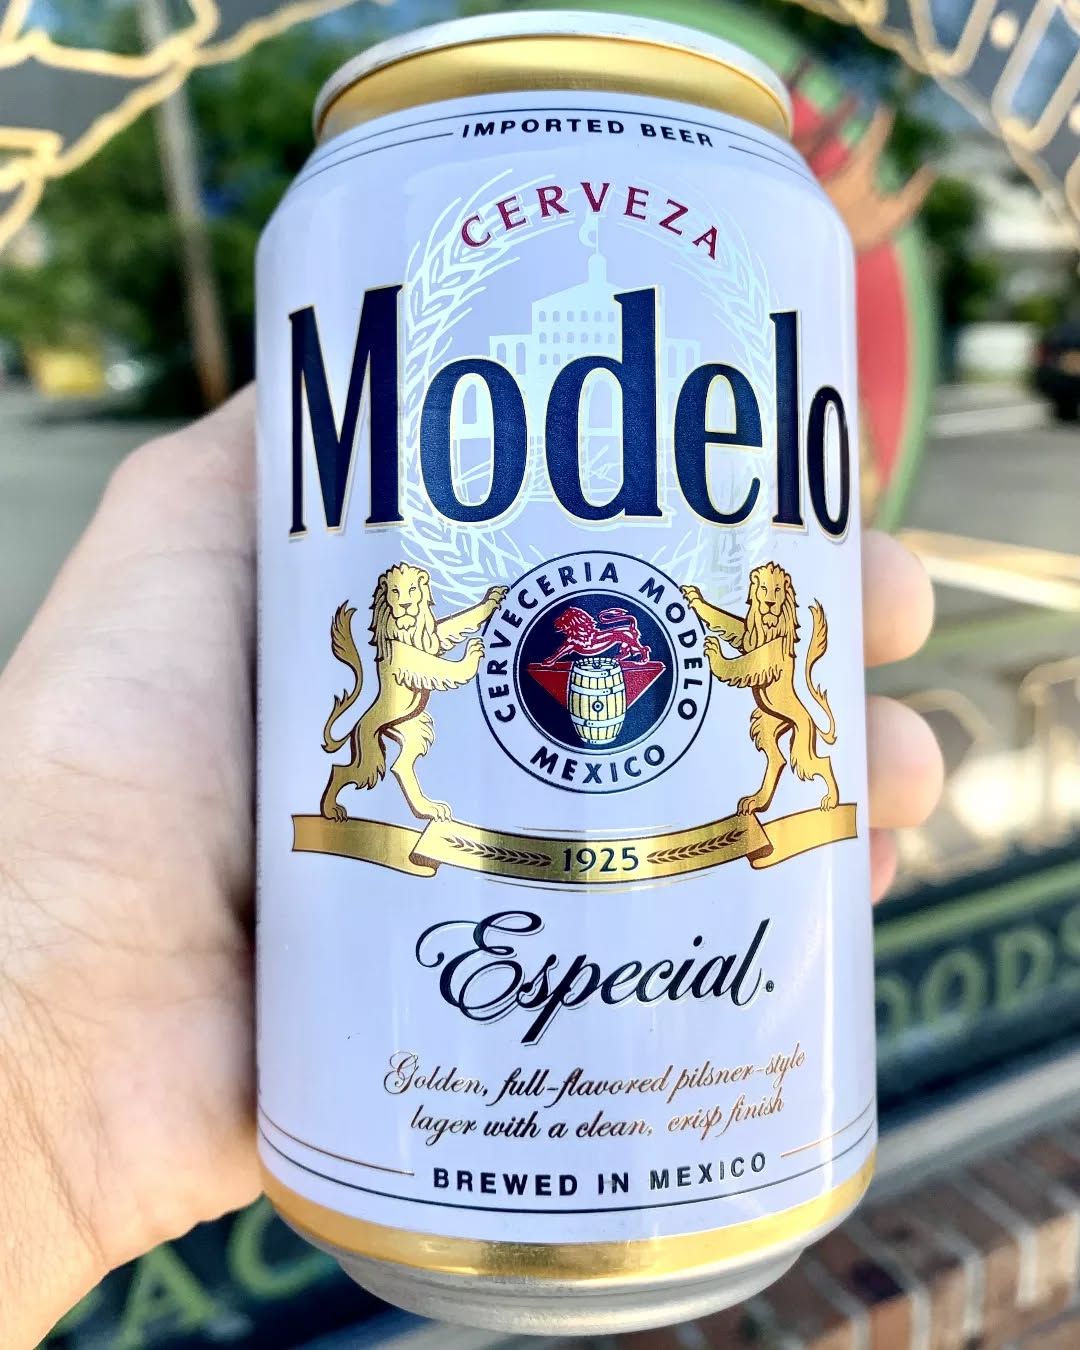 IMPORTED BEER
CERVEZA
Modelo
CERVECERIA MODELO
MEXICO
1925
Especial®
Golden, full-flavored pilsner-style
lager with a clean, crisp finish
BREWED IN MEXICO